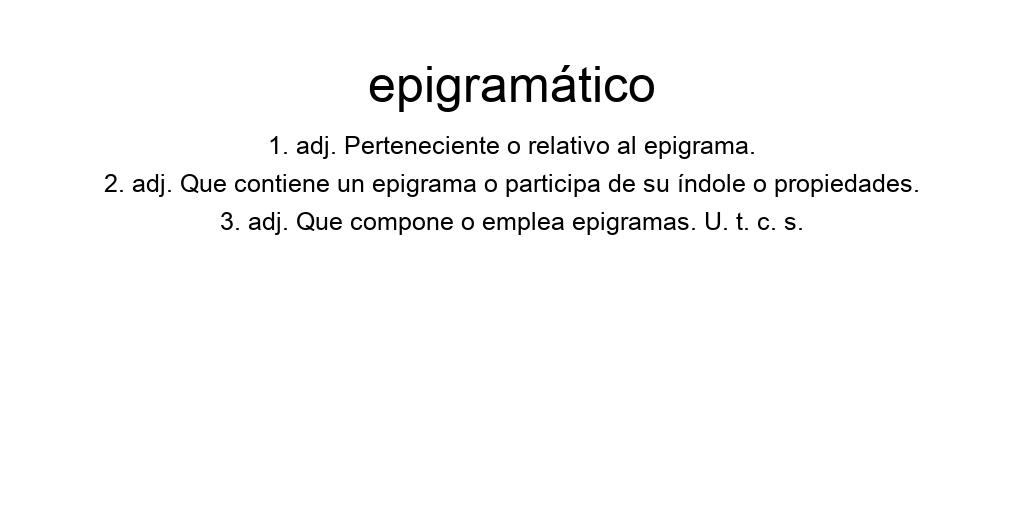 epigramático
1. adj. Perteneciente o relativo al epigrama.
2. adj. Que contiene un epigrama o participa de su índole o propiedades.
3. adj. Que compone o emplea epigramas. U. t. c. s.